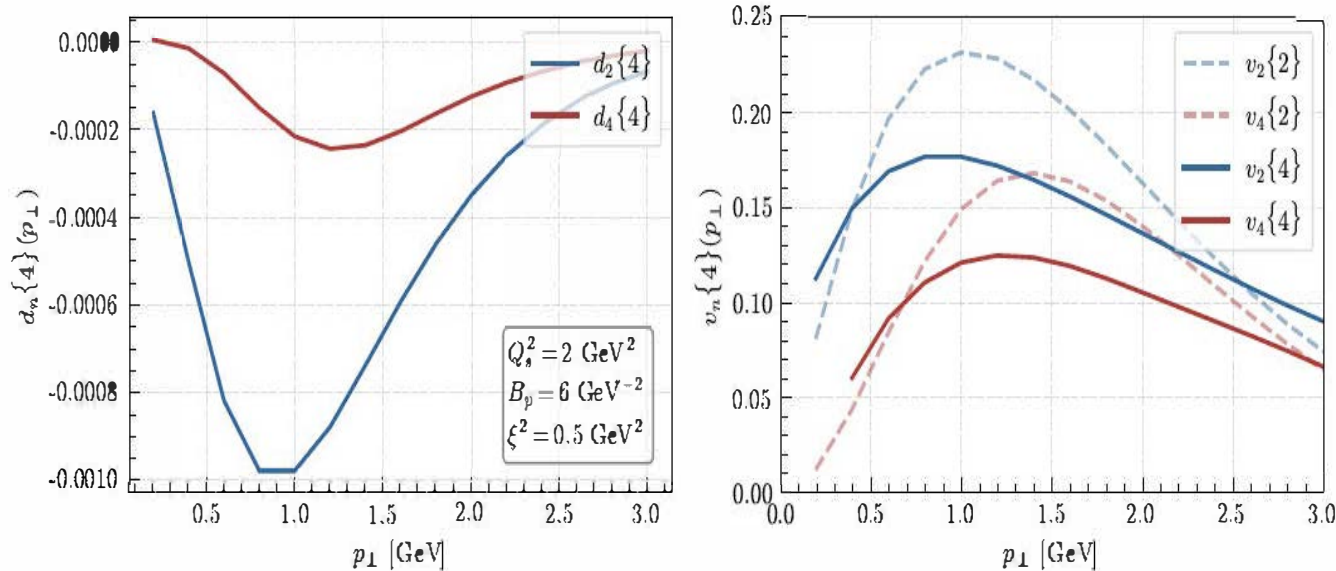 0.0000
-0.0002
-0.0004
-0.0006
-0.0008
-0.0010
d_n{4}(p_⊥)
d_2{4}
d_4{4}
Q_s^2 = 2 GeV^2
B_p = 6 GeV^{-2}
ξ^2 = 0.5 GeV^2
0.5 1.0 1.5 2.0 2.5 3.0
p_⊥ [GeV]
0.25
0.20
0.15
0.10
0.05
0.00
v_n{4}(p_⊥)
v_2{2}
v_4{2}
v_2{4}
v_4{4}
0.0 0.5 1.0 1.5 2.0 2.5 3.0
p_⊥ [GeV]